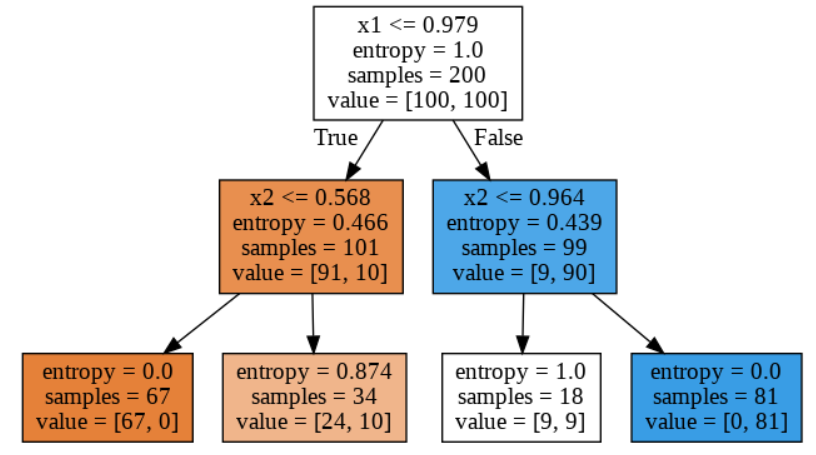 x1 <= 0.979
entropy = 1.0
samples = 200
value = [100, 100]
True
False
x2 <= 0.568
entropy = 0.466
samples = 101
value = [91, 10]
x2 <= 0.964
entropy = 0.439
samples = 99
value = [9, 90]
entropy = 0.0
samples = 67
value = [67, 0]
entropy = 0.874
samples = 34
value = [24, 10]
entropy = 1.0
samples = 18
value = [9, 9]
entropy = 0.0
samples = 81
value = [0, 81]